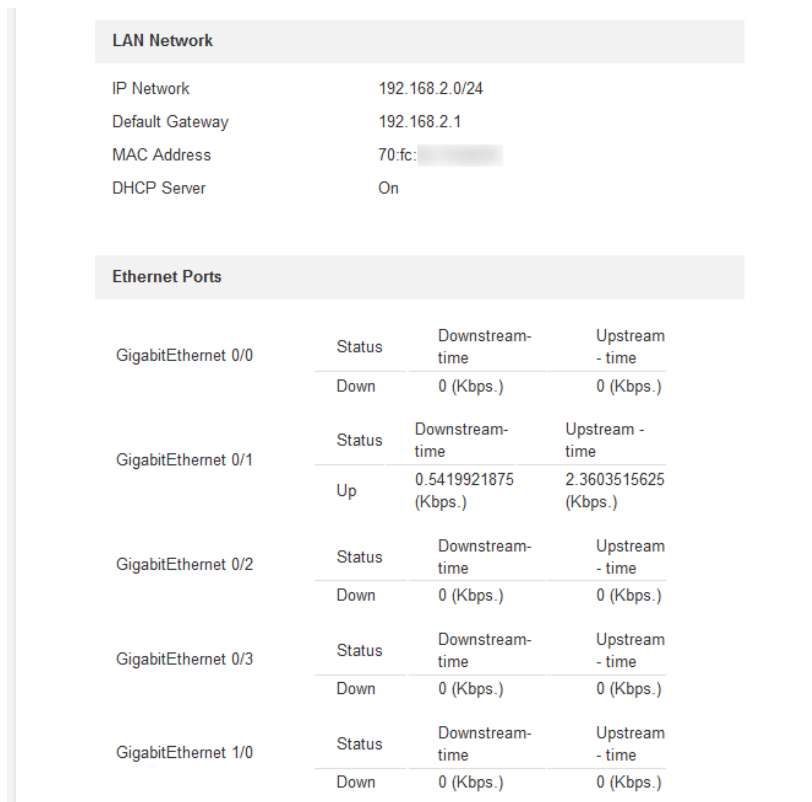 LAN Network
IP Network 192.168.2.0/24
Default Gateway 192.168.2.1
MAC Address 70:fc:
DHCP Server On
Ethernet Ports
GigabitEthernet 0/0 Status Downstream- Upstream
time - time
Down 0 (Kbps.) 0 (Kbps.)
GigabitEthernet 0/1 Status Downstream- Upstream -
time time
Up 0.5419921875 2.3603515625
(Kbps.) (Kbps.)
GigabitEthernet 0/2 Status Downstream- Upstream
time - time
Down 0 (Kbps.) 0 (Kbps.)
GigabitEthernet 0/3 Status Downstream- Upstream
time - time
Down 0 (Kbps.) 0 (Kbps.)
GigabitEthernet 1/0 Status Downstream- Upstream
time - time
Down 0 (Kbps.) 0 (Kbps.)